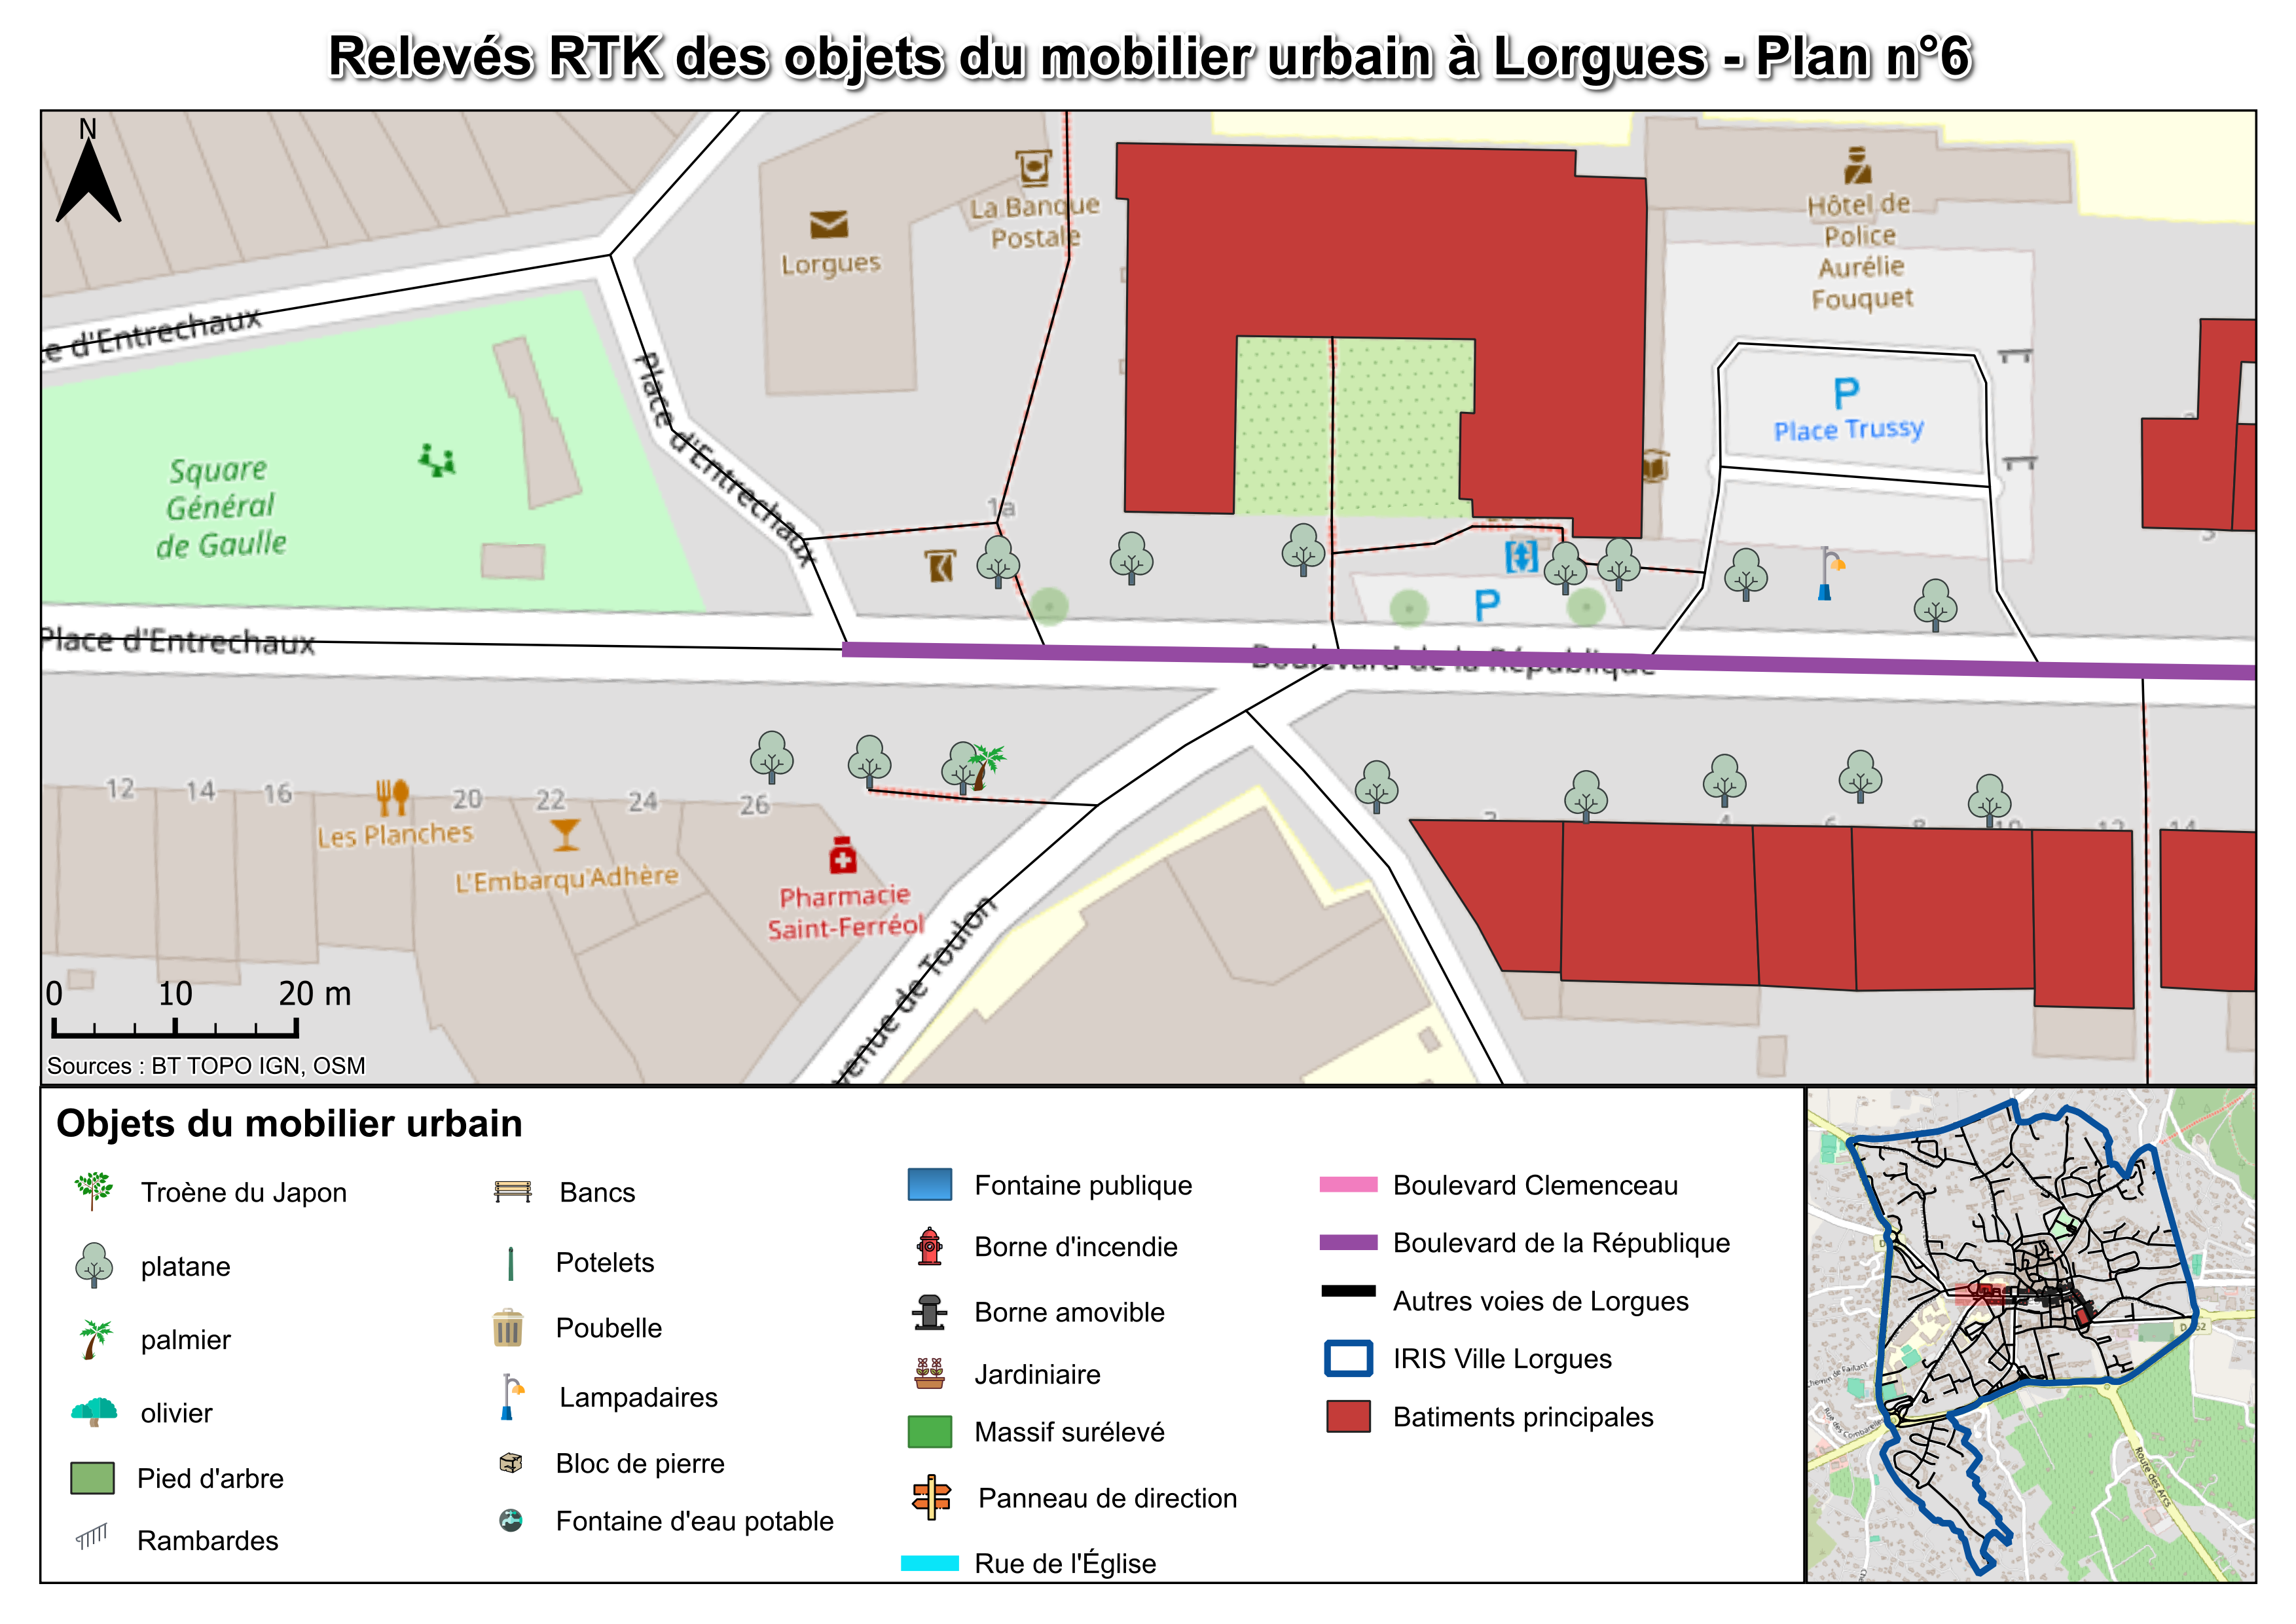 Relevés RTK des objets du mobilier urbain à Lorgues - Plan n°6
N
La Banque
Postale
Lorgues
Hôtel de
Police
Aurélie
Fouquet
d'Entrechaux
Place d'Entrechaux
P
Place Trussy
Square
Général
de Gaulle
1a
P
Place d'Entrechaux
Boulevard de la République
12
14
16
20
22
24
26
Les Planches
L'Embarqu'Adhère
Pharmacie
Saint-Ferréol
venue de Toulon
0 10 20 m
Sources : BT TOPO IGN, OSM
Objets du mobilier urbain
Troène du Japon
platane
palmier
olivier
Pied d'arbre
Rambardes
Bancs
Potelets
Poubelle
Lampadaires
Bloc de pierre
Fontaine d'eau potable
Fontaine publique
Borne d'incendie
Borne amovible
Jardiniaire
Massif surélevé
Panneau de direction
Rue de l'Église
Boulevard Clemenceau
Boulevard de la République
Autres voies de Lorgues
IRIS Ville Lorgues
Batiments principales
Route des Arcs